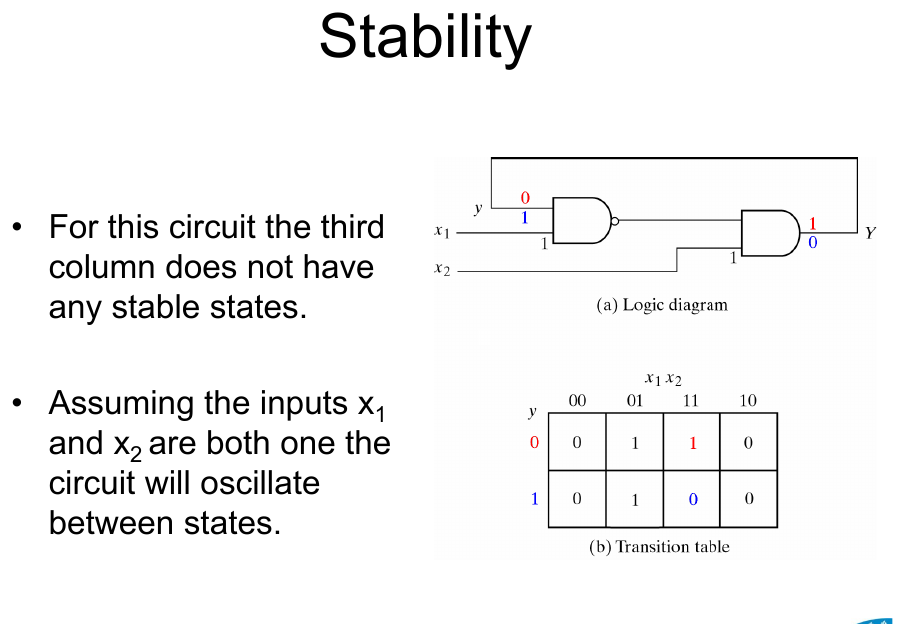 Stability
• For this circuit the third
column does not have
any stable states.
• Assuming the inputs x₁
and x₂ are both one the
circuit will oscillate
between states.
0
y
1
x₁
1
x₂
1
1
0
Y
(a) Logic diagram
x₁ x₂
y 00 01 11 10
0 0 1 1 0
1 0 1 0 0
(b) Transition table